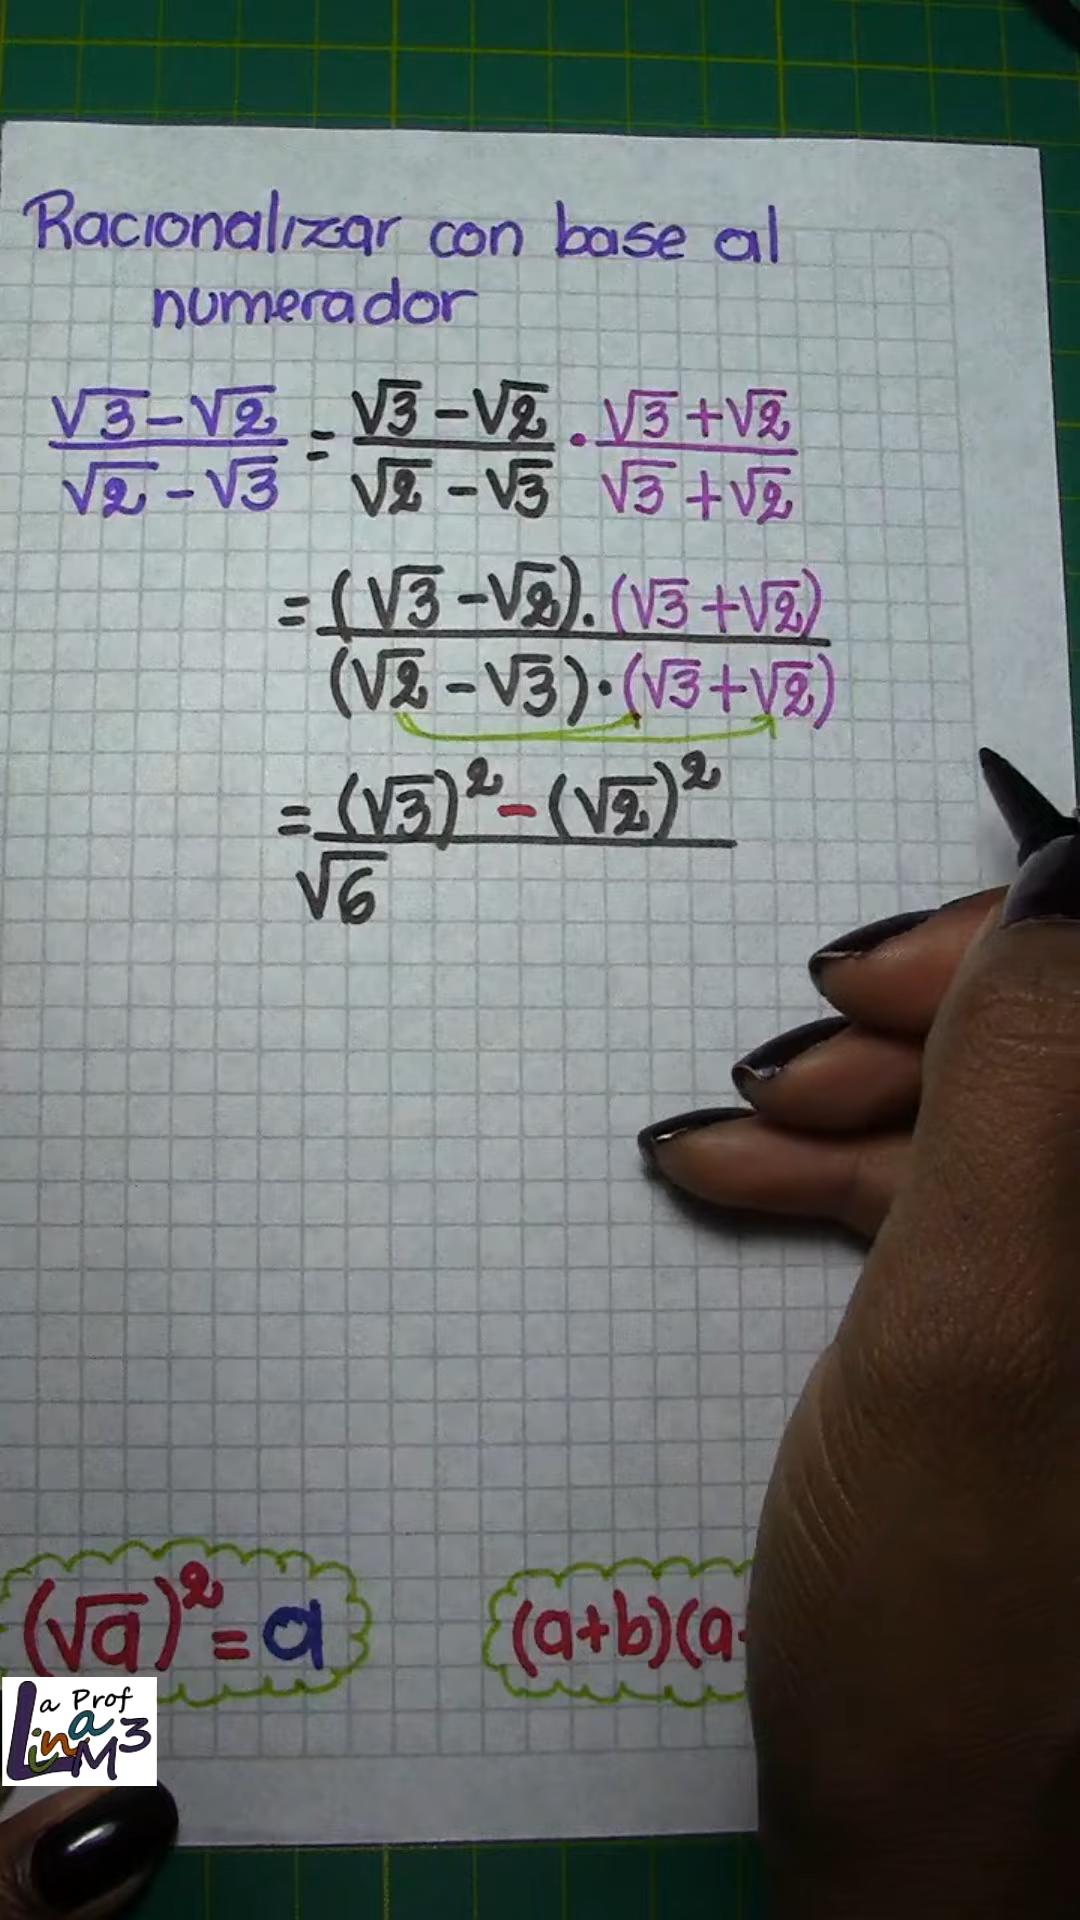 Racionalizar con base al
numerador
√3-√2 = √3-√2 · √3+√2
√2-√3   √2-√3   √3+√2
= (√3-√2)·(√3+√2)
(√2-√3)·(√3+√2)
= (√3)²-(√2)²
√6
(√a)²=a (a+b)(a-
La Prof
Lina M3